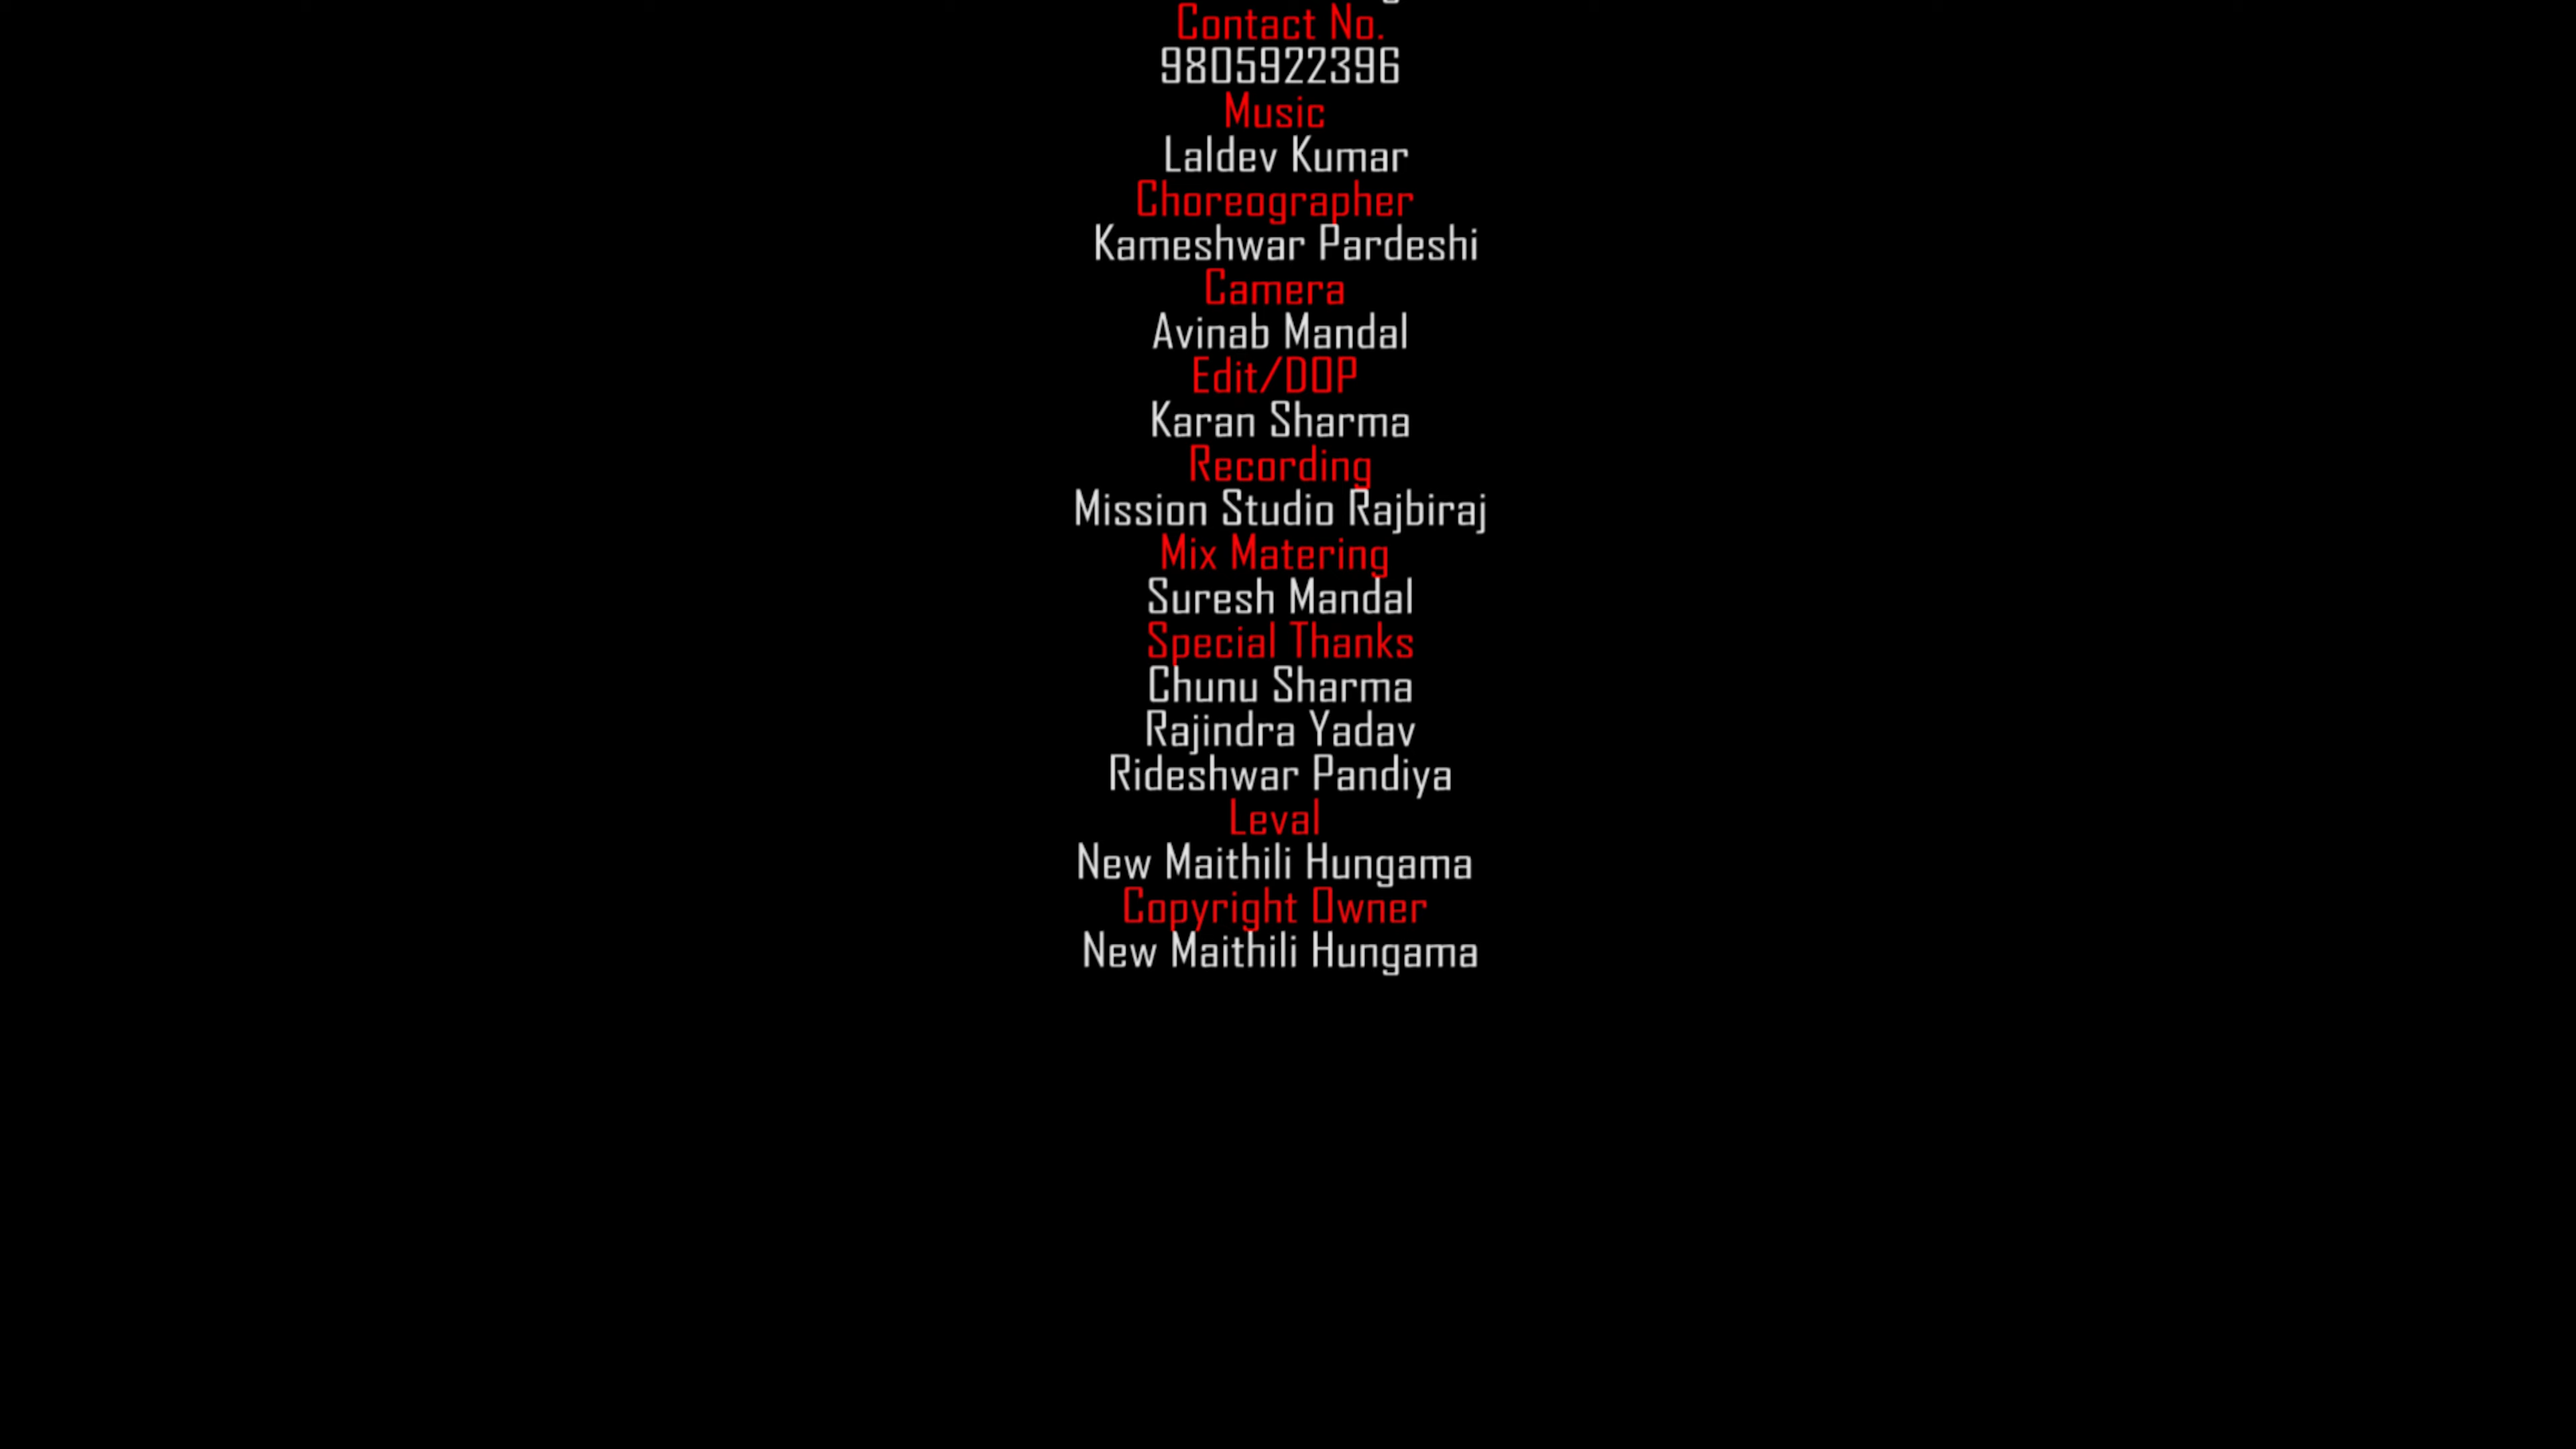 Contact No.
9805922396
Music
Laldev Kumar
Choreographer
Kameshwar Pardeshi
Camera
Avinab Mandal
Edit/DOP
Karan Sharma
Recording
Mission Studio Rajbiraj
Mix Matering
Suresh Mandal
Special Thanks
Chunu Sharma
Rajindra Yadav
Rideshwar Pandiya
Leval
New Maithili Hungama
Copyright Owner
New Maithili Hungama